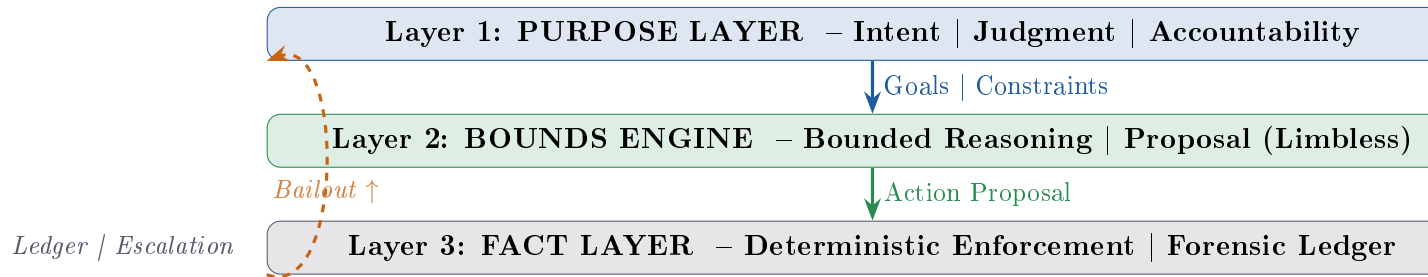 Layer 1: PURPOSE LAYER – Intent | Judgment | Accountability
Goals | Constraints
Layer 2: BOUNDS ENGINE – Bounded Reasoning | Proposal (Limbless)
Bailout ↑
Action Proposal
Ledger / Escalation
Layer 3: FACT LAYER – Deterministic Enforcement | Forensic Ledger